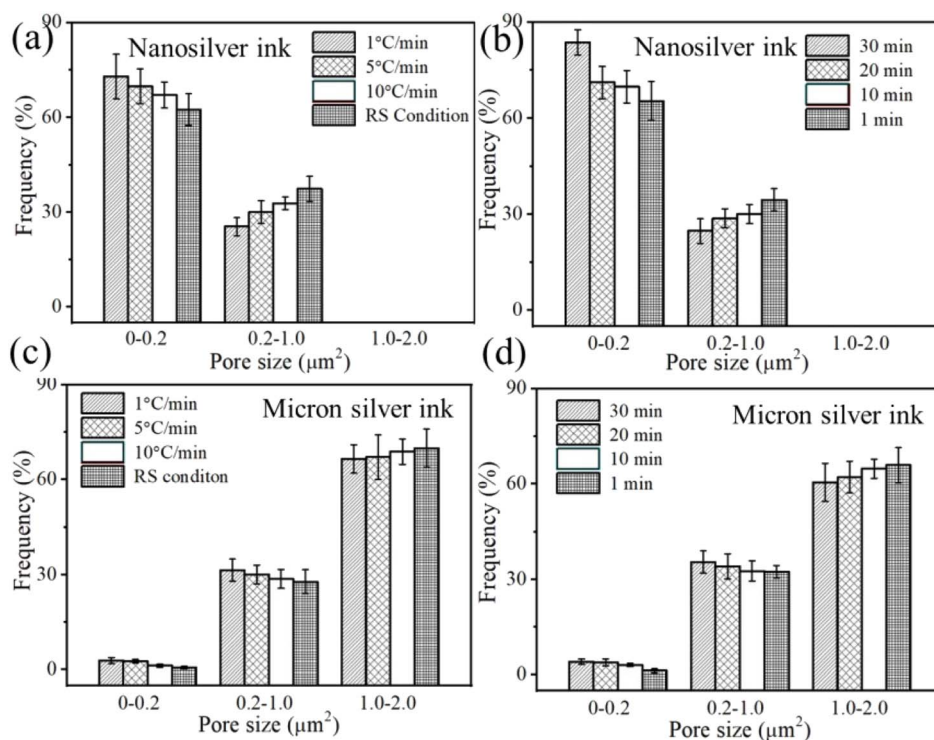 (a)
Nanosilver ink
1°C/min
5°C/min
10°C/min
RS Condition
Frequency (%)
90
60
30
0
0-0.2
0.2-1.0
1.0-2.0
Pore size (μm²)
(b)
Nanosilver ink
30 min
20 min
10 min
1 min
Frequency (%)
90
60
30
0
0-0.2
0.2-1.0
1.0-2.0
Pore size (μm²)
(c)
Micron silver ink
1°C/min
5°C/min
10°C/min
RS conditon
Frequency (%)
90
60
30
0
0-0.2
0.2-1.0
1.0-2.0
Pore size (μm²)
(d)
Micron silver ink
30 min
20 min
10 min
1 min
Frequency (%)
90
60
30
0
0-0.2
0.2-1.0
1.0-2.0
Pore size (μm²)